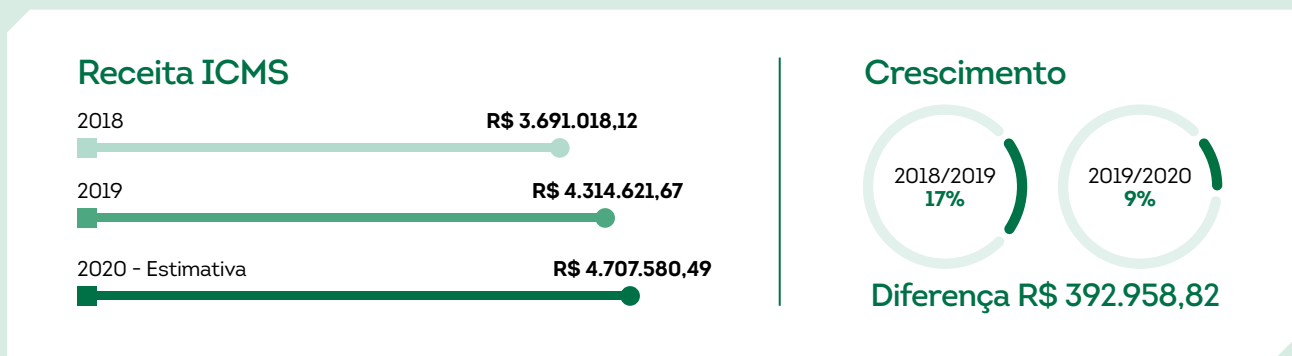 Receita ICMS
2018
R$ 3.691.018,12
2019
R$ 4.314.621,67
2020 - Estimativa
R$ 4.707.580,49
Crescimento
2018/2019
17%
2019/2020
9%
Diferença R$ 392.958,82